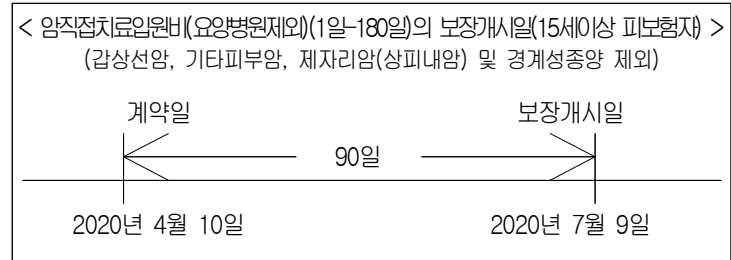 < 암직접치료입원비(요양병원제외)(1일-180일)의 보장개시일(15세이상 피보험자) >
(갑상선암, 기타피부암, 제자리암(상피내암) 및 경계성종양 제외)
계약일 보장개시일
90일
2020년 4월 10일 2020년 7월 9일